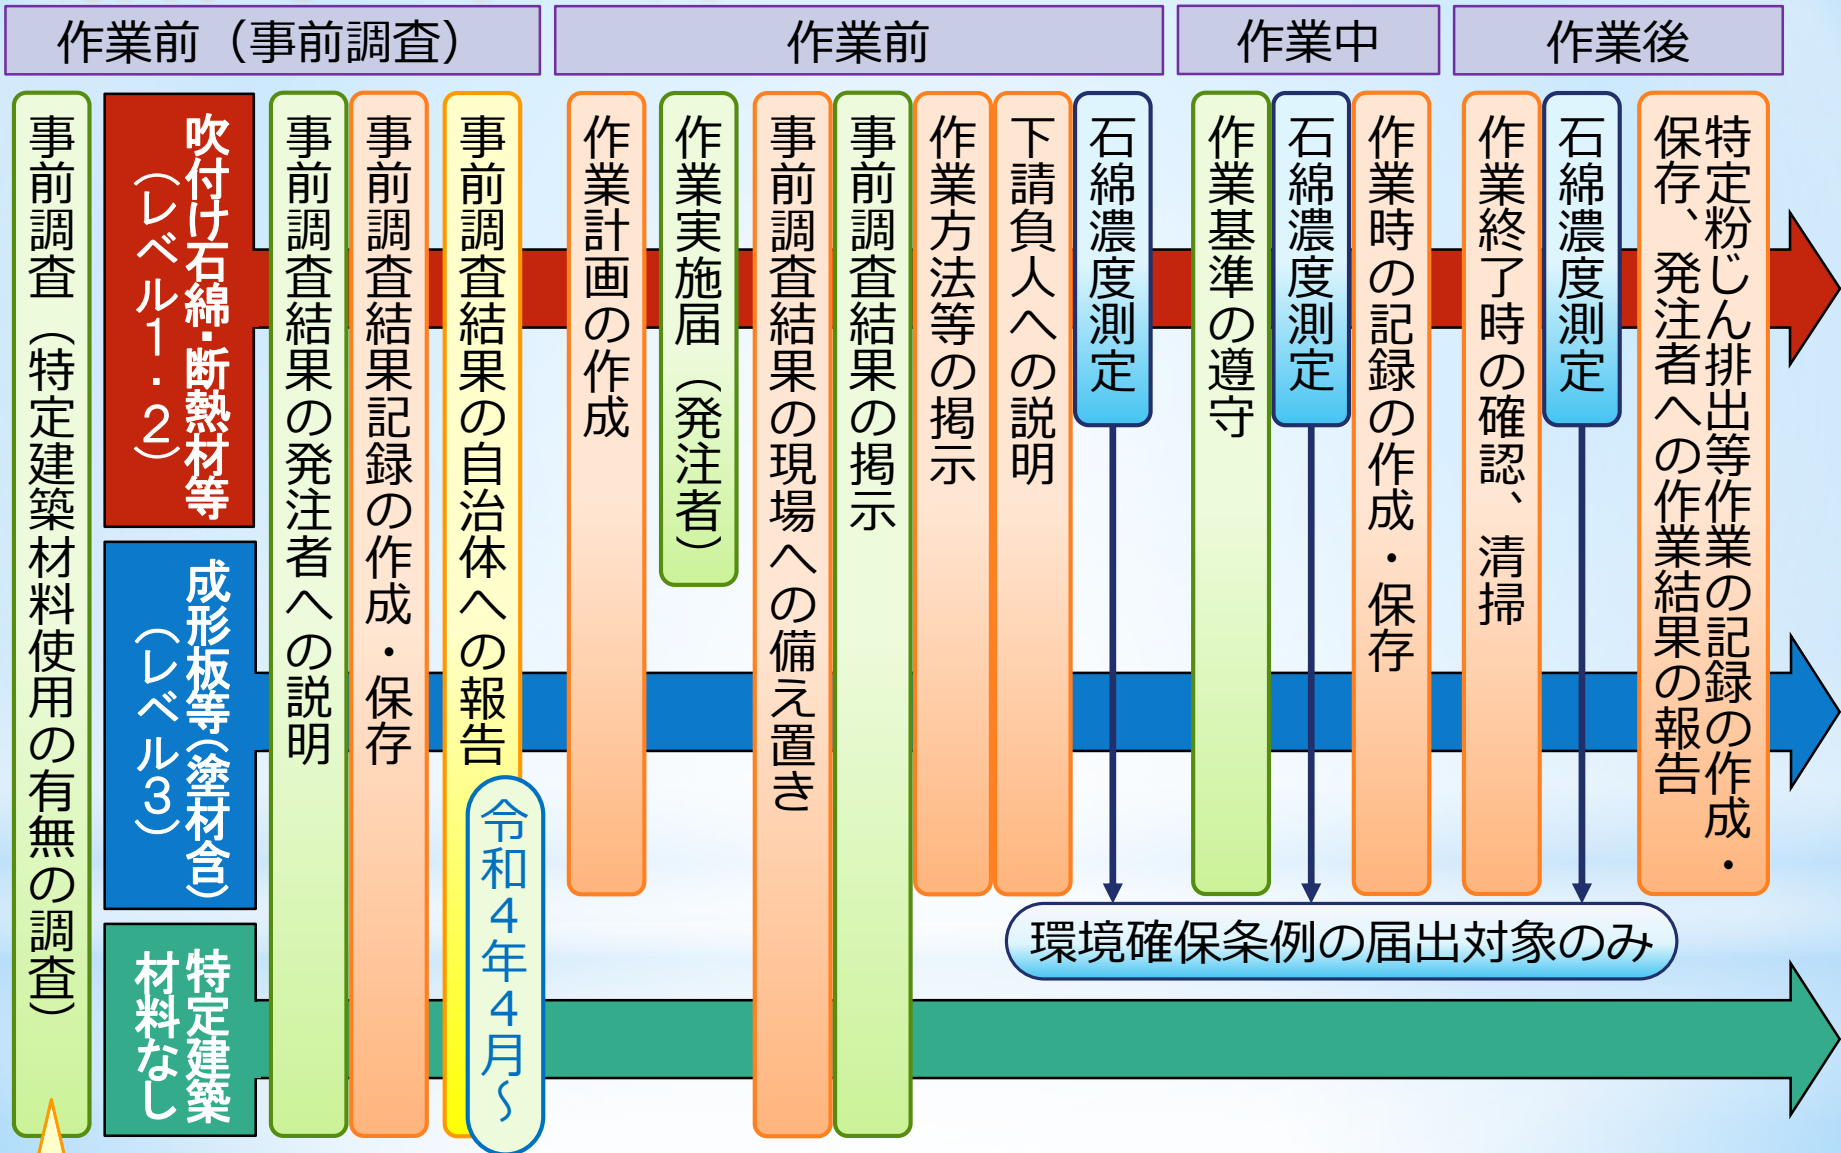 作業前（事前調査）
作業前
作業中
作業後
事前調査（特定建築材料使用の有無の調査）
吹付け石綿・断熱材等
（レベル１・２）
成形板等（塗材含）
（レベル３）
特定建築
材料なし
事前調査結果の発注者への説明
事前調査結果記録の作成・保存
事前調査結果の自治体への報告
令和４年４月～
作業計画の作成
作業実施届（発注者）
事前調査結果の現場への備え置き
事前調査結果の掲示
作業方法等の掲示
下請負人への説明
石綿濃度測定
作業基準の遵守
石綿濃度測定
作業時の記録の作成・保存
作業終了時の確認、清掃
石綿濃度測定
特定粉じん排出等作業の記録の作成・
保存、発注者への作業結果の報告
環境確保条例の届出対象のみ